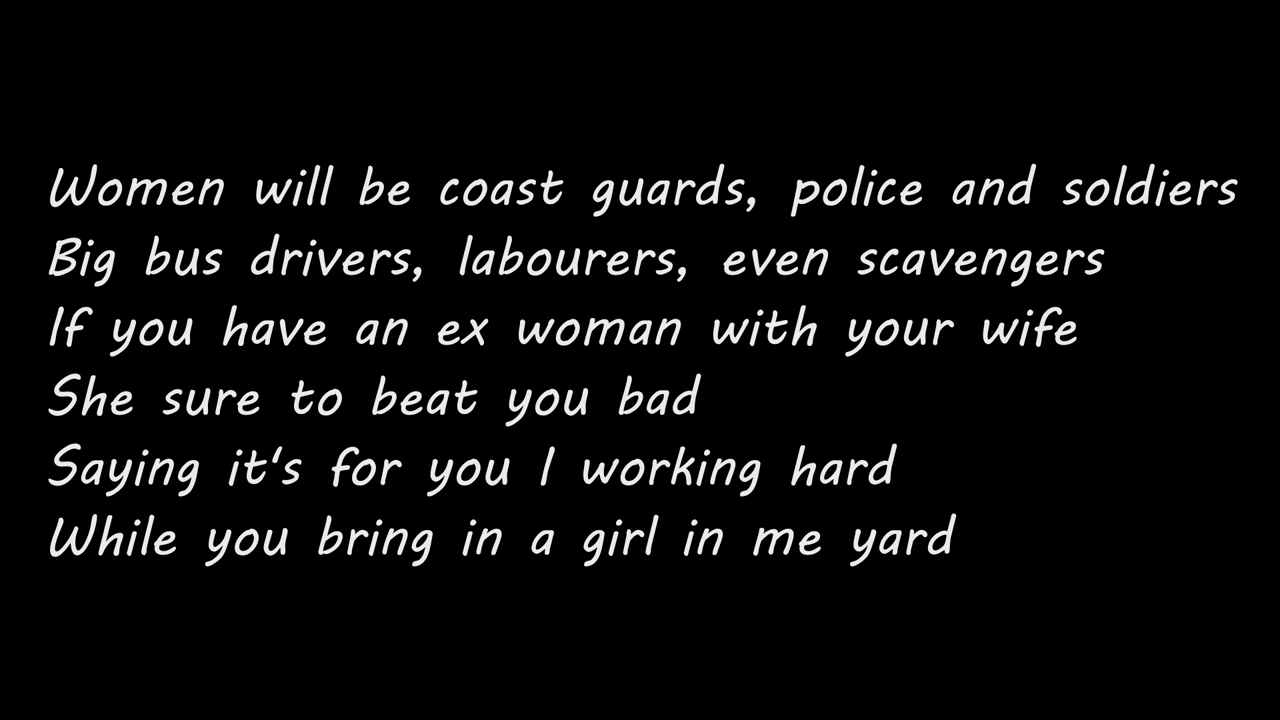 Women will be coast guards, police and soldiers
Big bus drivers, labourers, even scavengers
If you have an ex woman with your wife
She sure to beat you bad
Saying it's for you I working hard
While you bring in a girl in me yard